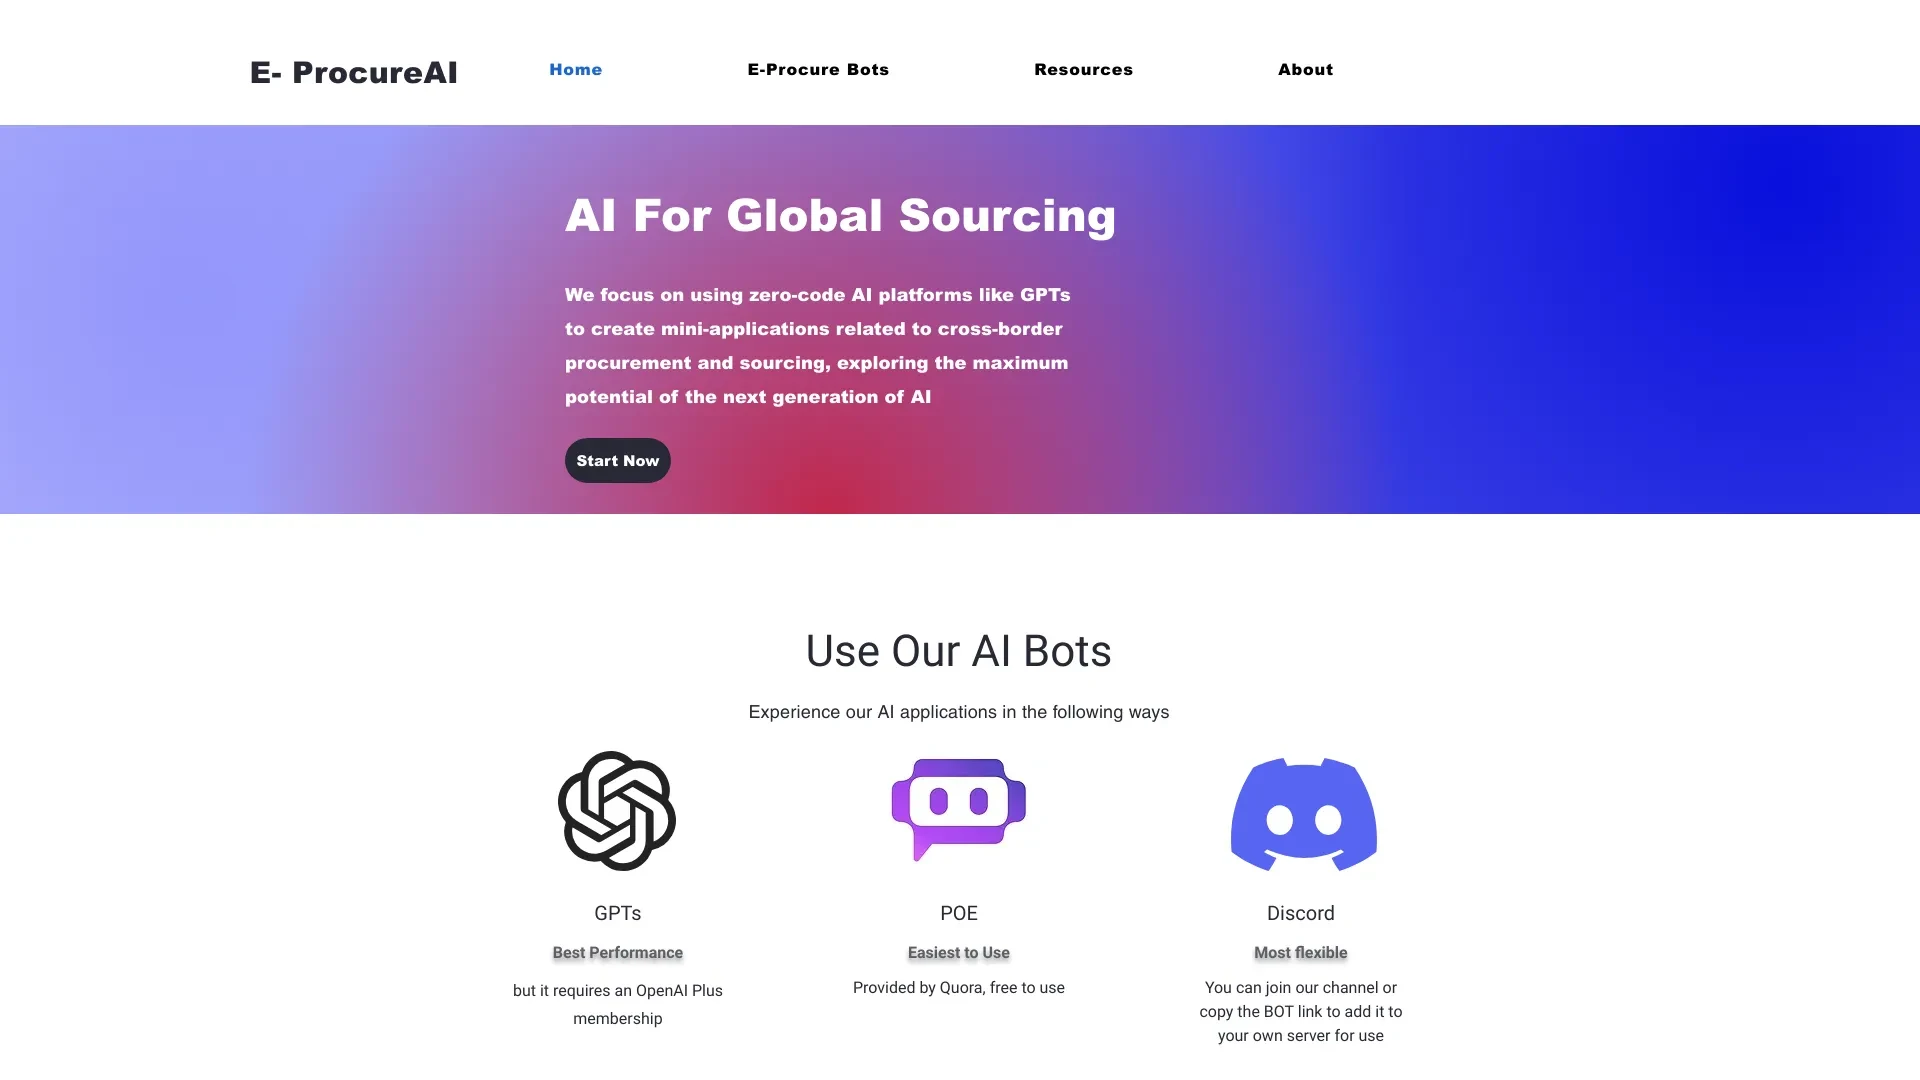 E- ProcureAI
Home
E-Procure Bots
Resources
About
AI For Global Sourcing
We focus on using zero-code AI platforms like GPTs
to create mini-applications related to cross-border
procurement and sourcing, exploring the maximum
potential of the next generation of AI
Start Now
Use Our AI Bots
Experience our AI applications in the following ways
GPTs
Best Performance
but it requires an OpenAI Plus
membership
POE
Easiest to Use
Provided by Quora, free to use
Discord
Most flexible
You can join our channel or
copy the BOT link to add it to
your own server for use